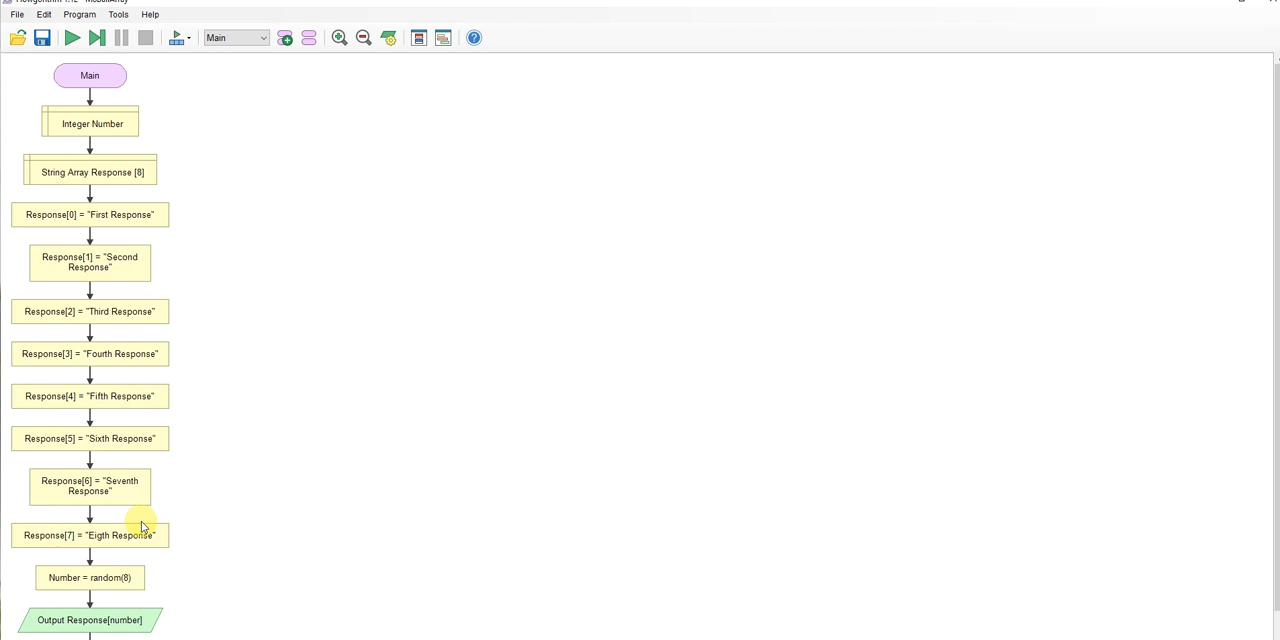 File Edit Program Tools Help
Main
Main
Integer Number
String Array Response [8]
Response[0] = "First Response"
Response[1] = "Second
Response"
Response[2] = "Third Response"
Response[3] = "Fourth Response"
Response[4] = "Fifth Response"
Response[5] = "Sixth Response"
Response[6] = "Seventh
Response"
Response[7] = "Eigth Response"
Number = random(8)
Output Response[number]